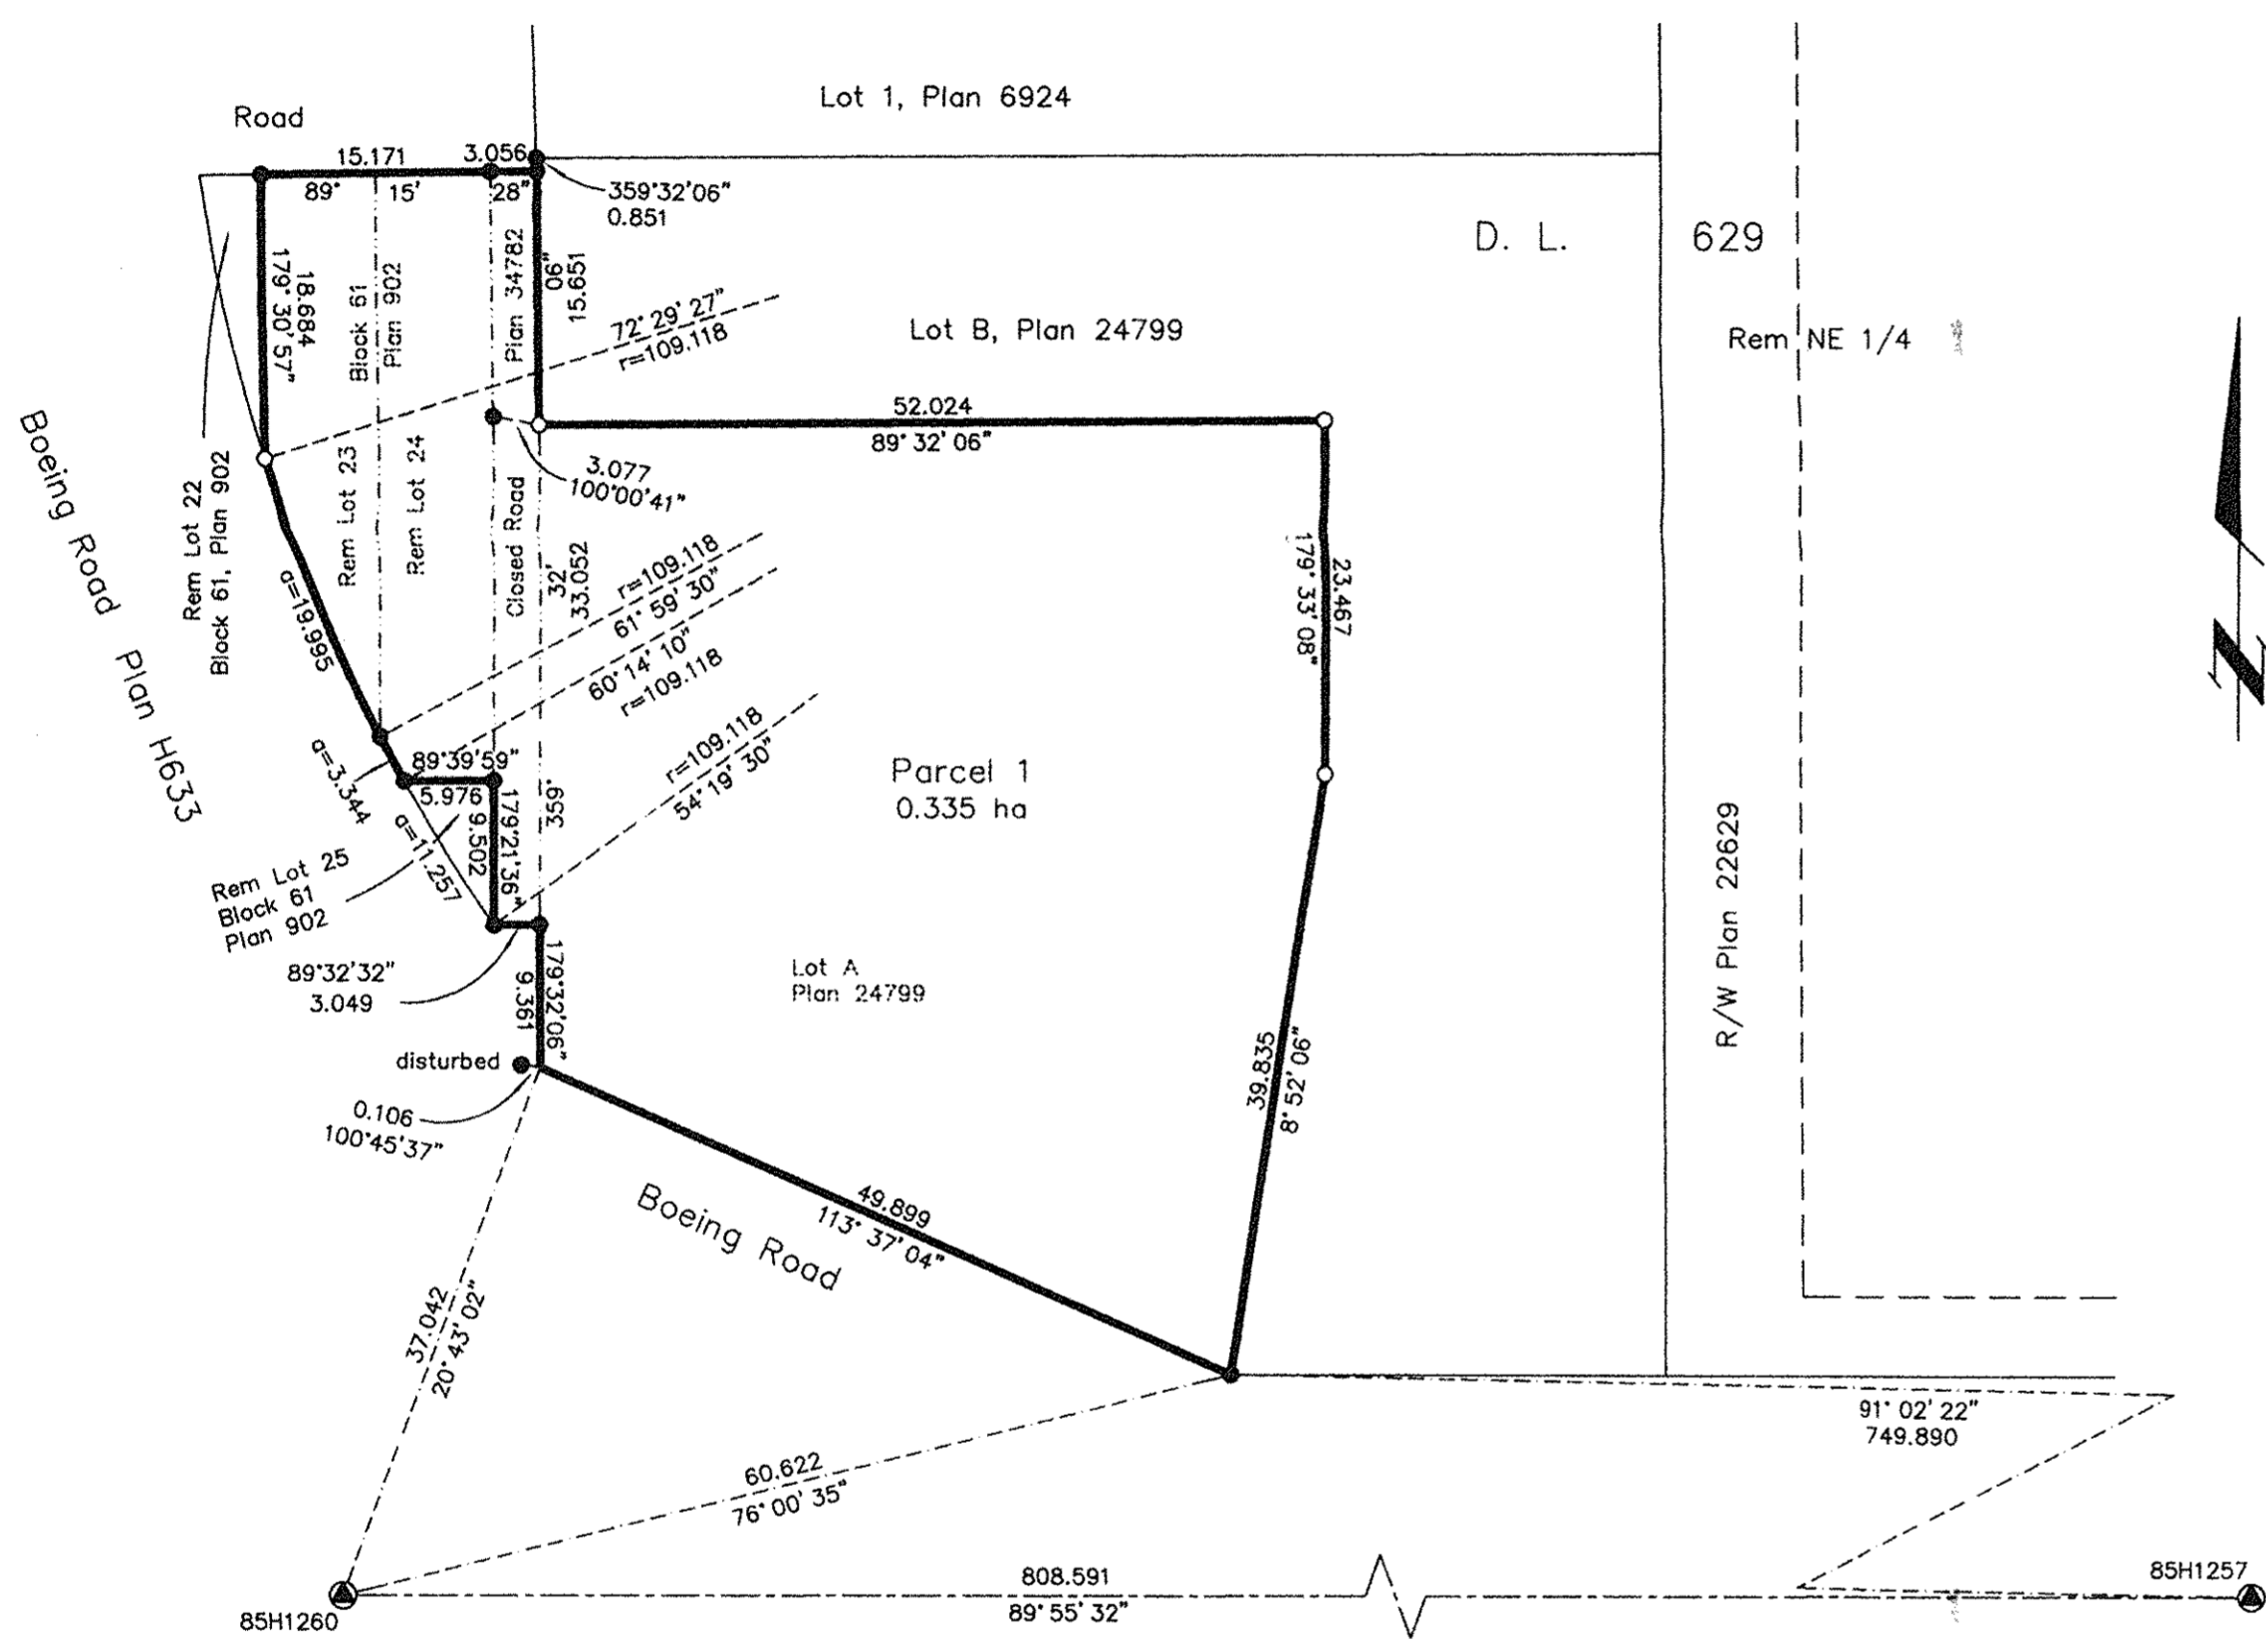 Lot 1, Plan 6924
Road
15.171
3.056
89° 15' 28"
359°32'06"
0.851
D. L. 629
Rem NE 1/4
18.684
179° 30' 57"
Block 61
Plan 902
Plan 34782
06"
15.651
72° 29' 27"
r=109.118
Lot B, Plan 24799
52.024
89° 32' 06"
3.077
100°00'41"
Boeing Road Plan H633
Rem Lot 22
Block 61, Plan 902
Rem Lot 23
Rem Lot 24
Closed Road
32'
33.052
a=19.995
r=109.118
61° 59' 30"
60° 14' 10"
r=109.118
23.467
179° 33' 08"
a=3.344
89°39'59"
5.976
a=11.257
9.502
179°21'36"
359°
r=109.118
54° 19' 30"
Parcel 1
0.335 ha
R/W Plan 22629
Rem Lot 25
Block 61
Plan 902
89°32'32"
3.049
9.361
179°32'06"
Lot A
Plan 24799
disturbed
0.106
100°45'37"
39.835
8° 52' 06"
49.899
113° 37' 04"
Boeing Road
37.042
20° 43' 02"
91° 02' 22"
749.890
60.622
76° 00' 35"
85H1260
808.591
89° 55' 32"
85H1257
N